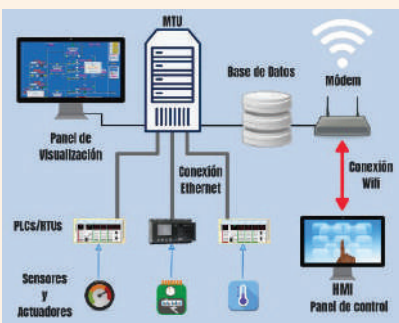 MTU
Base de Datos
Módem
Panel de
Visualización
Conexión
Ethernet
Conexión
Wifi
PLCs/RTUs
Sensores
y
Actuadores
HMI
Panel de control